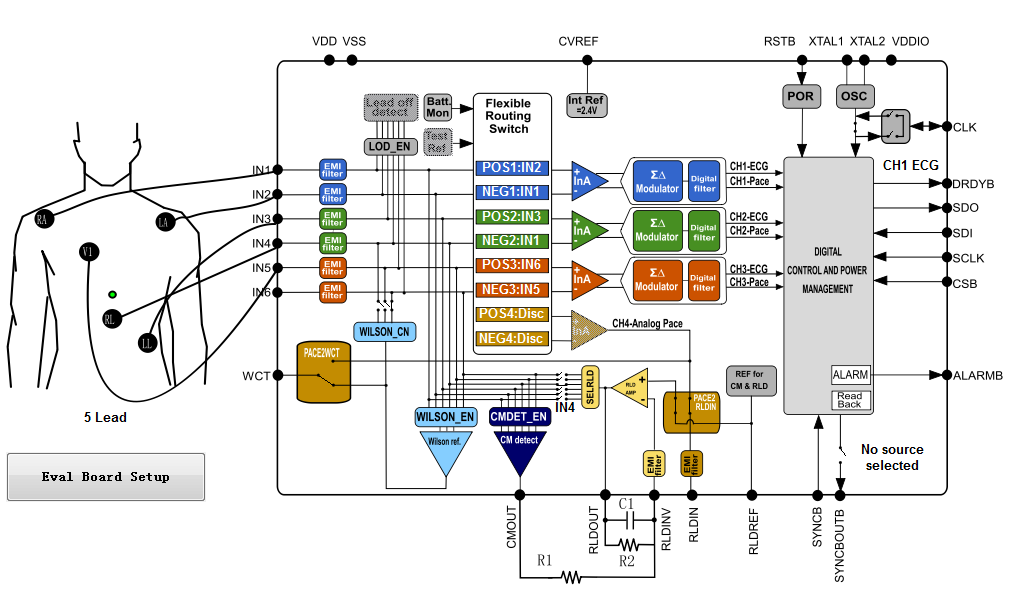 VDD VSS
CVREF
RSTB
XTAL1
XTAL2
VDDIO
Lead off
detect
Batt.
Mon
Test
Ref
LOD_EN
Flexible
Routing
Switch
Int Ref
=2.4V
POR
OSC
CLK
IN1
IN2
IN3
IN4
IN5
IN6
EMI
filter
EMI
filter
EMI
filter
EMI
filter
EMI
filter
EMI
filter
POS1:IN2
NEG1:IN1
POS2:IN3
NEG2:IN1
POS3:IN6
NEG3:IN5
POS4:Disc
NEG4:Disc
+
InA
-
+
InA
-
+
InA
-
+
InA
-
ΣΔ
Modulator
Digital
filter
ΣΔ
Modulator
Digital
filter
ΣΔ
Modulator
Digital
filter
CH1-ECG
CH1-Pace
CH2-ECG
CH2-Pace
CH3-ECG
CH3-Pace
CH4-Analog Pace
DIGITAL
CONTROL AND POWER
MANAGEMENT
CH1 ECG
DRDYB
SDO
SDI
SCLK
CSB
ALARM
ALARMB
Read
Back
No source
selected
RA
LA
V1
RL
LL
5 Lead
Eval Board Setup
WCT
PACE2WCT
WILSON_CN
WILSON_EN
Wilson ref.
CMDET_EN
CM detect
IN4
SELRLD
RLD
AMP
+
-
PACE2
RLDIN
REF for
CM & RLD
EMI
filter
EMI
filter
CMOUT
RLDOUT
RLDINV
RLDIN
RLDREF
SYNCB
SYNCBOUTB
C1
R2
R1